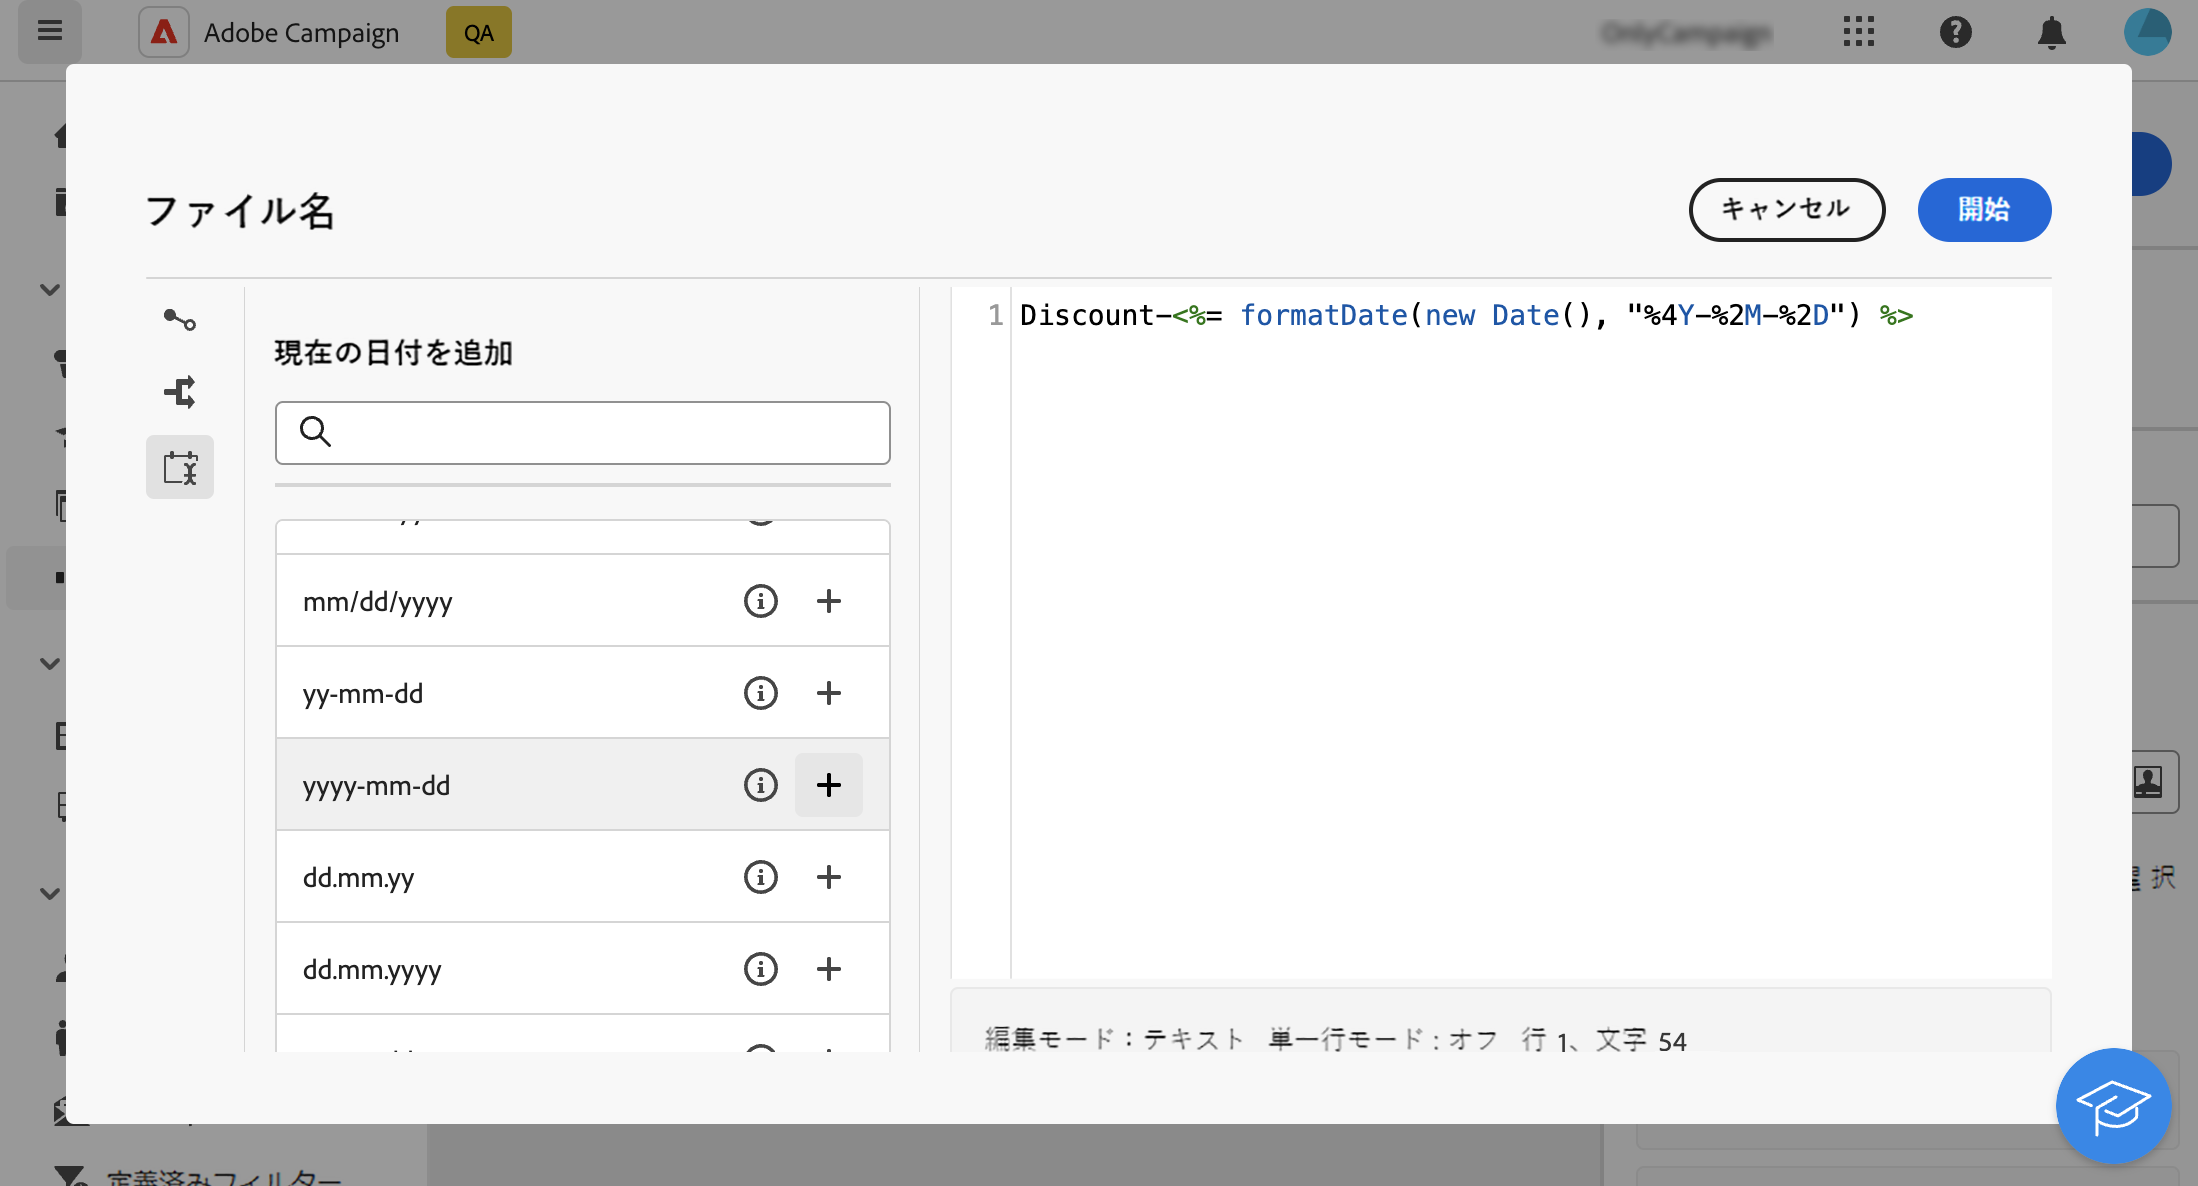 Adobe Campaign
QA
ファイル名
キャンセル
開始
現在の日付を追加
mm/dd/yyyy
yy-mm-dd
yyyy-mm-dd
dd.mm.yy
dd.mm.yyyy
1 Discount-<%= formatDate(new Date(), "%4Y-%2M-%2D") %>
編集モード：テキスト 単一行モード：オフ 行 1、文字 54
択
定義済みフィルター